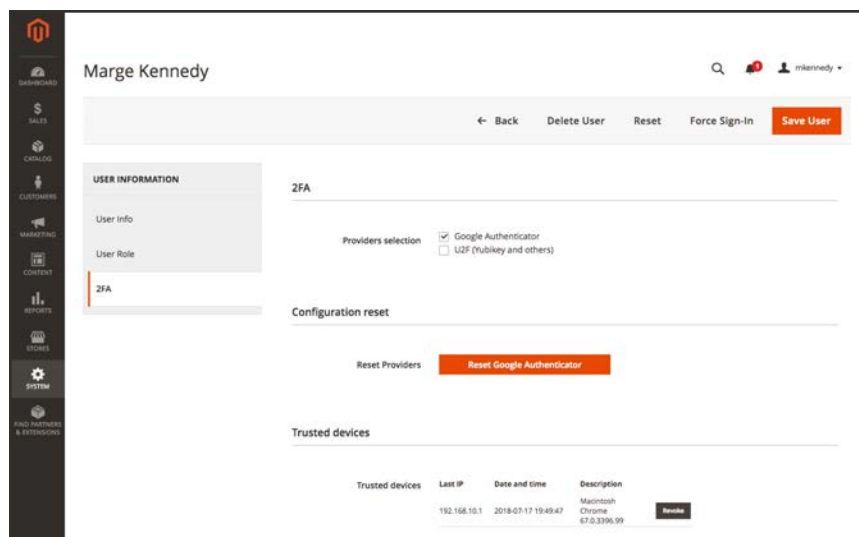 Marge Kennedy
1
mkennedy
DASHBOARD
SALES
CATALOG
CUSTOMERS
MARKETING
CONTENT
REPORTS
STORES
SYSTEM
FIND PARTNERS
& EXTENSIONS
← Back Delete User Reset Force Sign-In Save User
USER INFORMATION
User Info
User Role
2FA
2FA
Providers selection Google Authenticator
U2F (Yubikey and others)
Configuration reset
Reset Providers Reset Google Authenticator
Trusted devices
Trusted devices Last IP Date and time Description
192.168.10.1 2018-07-17 19:49:47 Macintosh
Chrome
67.0.3396.99
Revoke